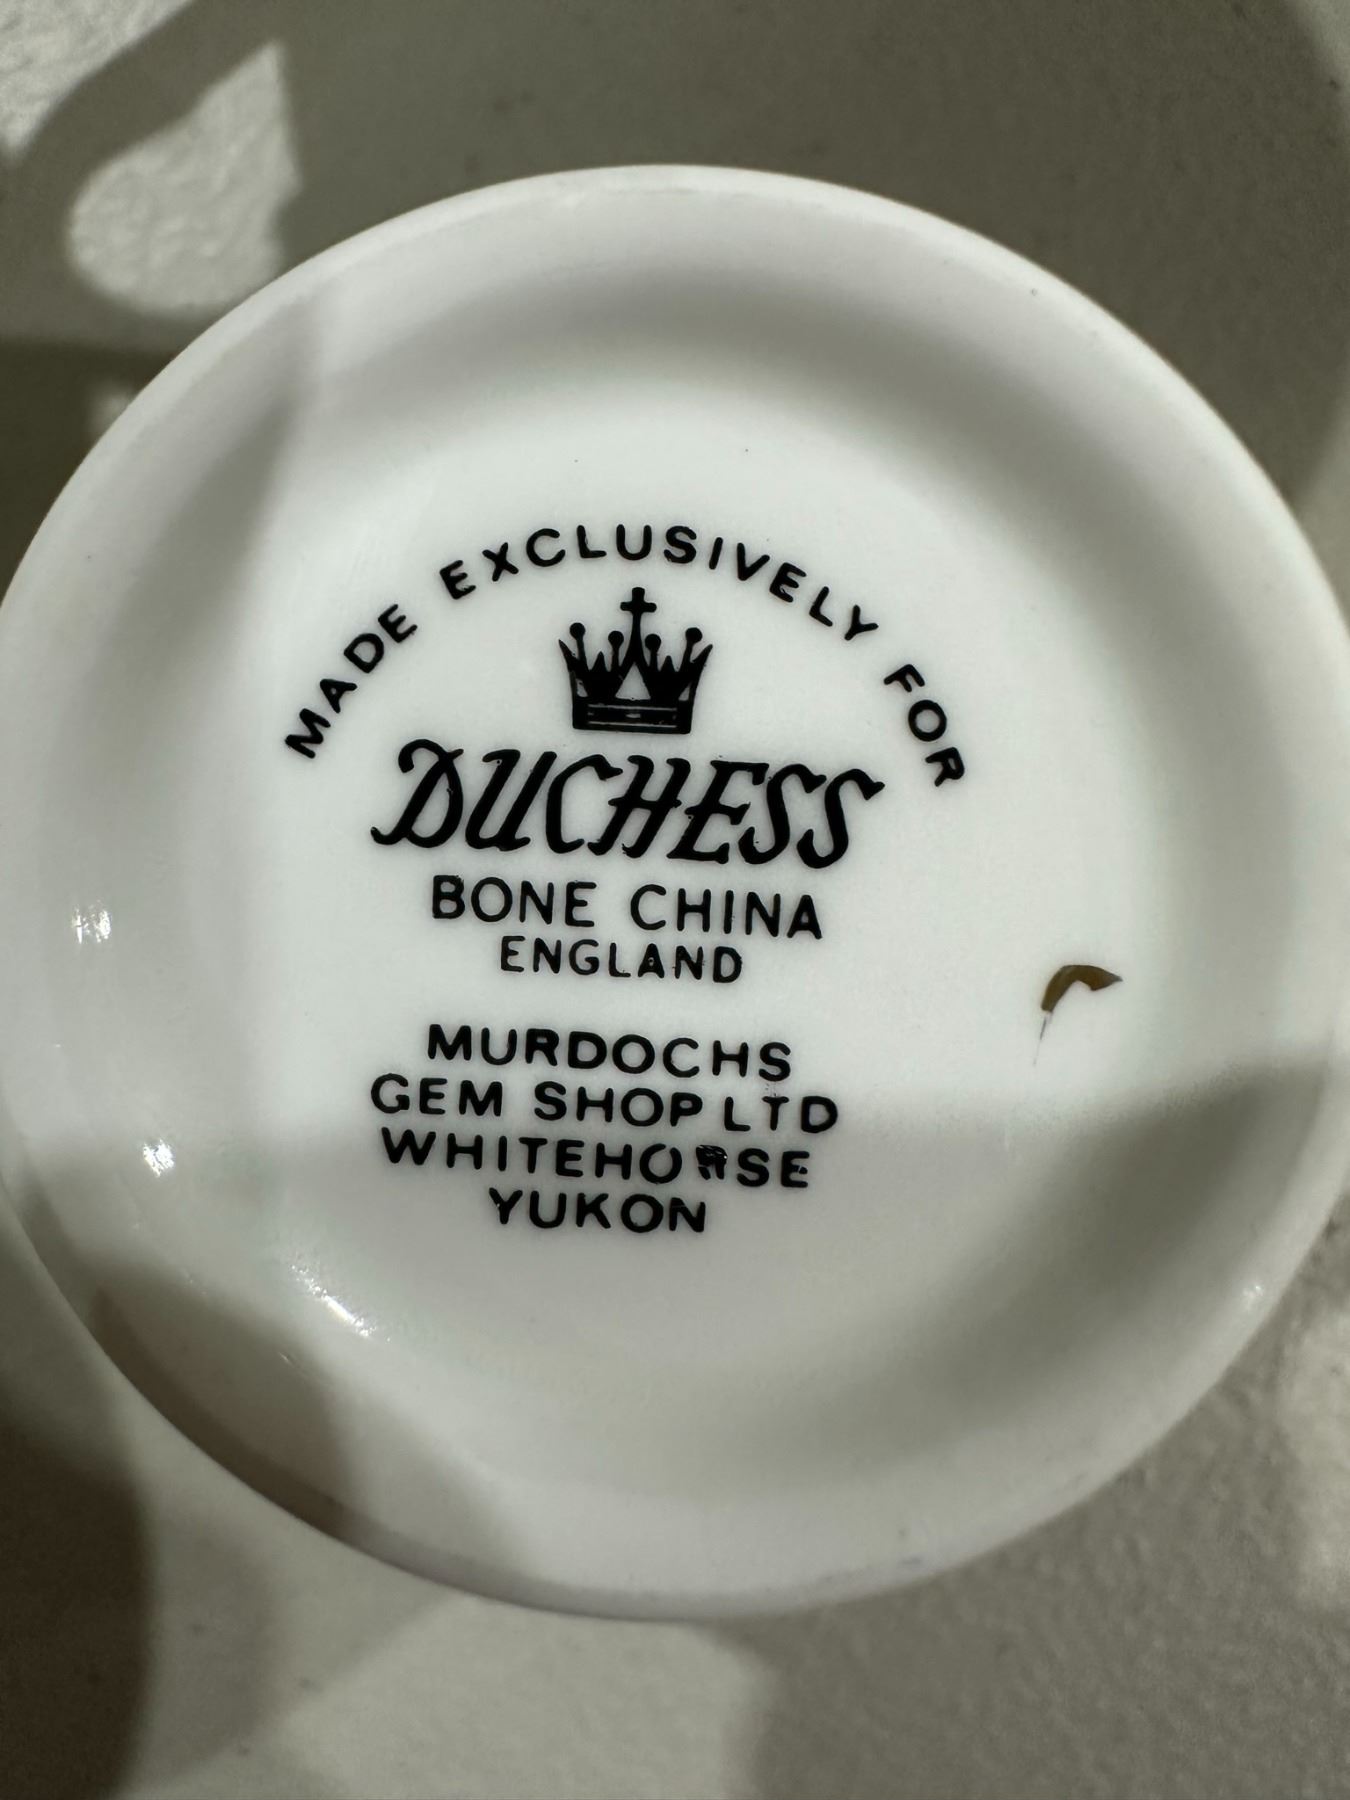 MADE EXCLUSIVELY FOR
DUCHESS
BONE CHINA
ENGLAND
MURDOCHS
GEM SHOP LTD
WHITEHORSE
YUKON